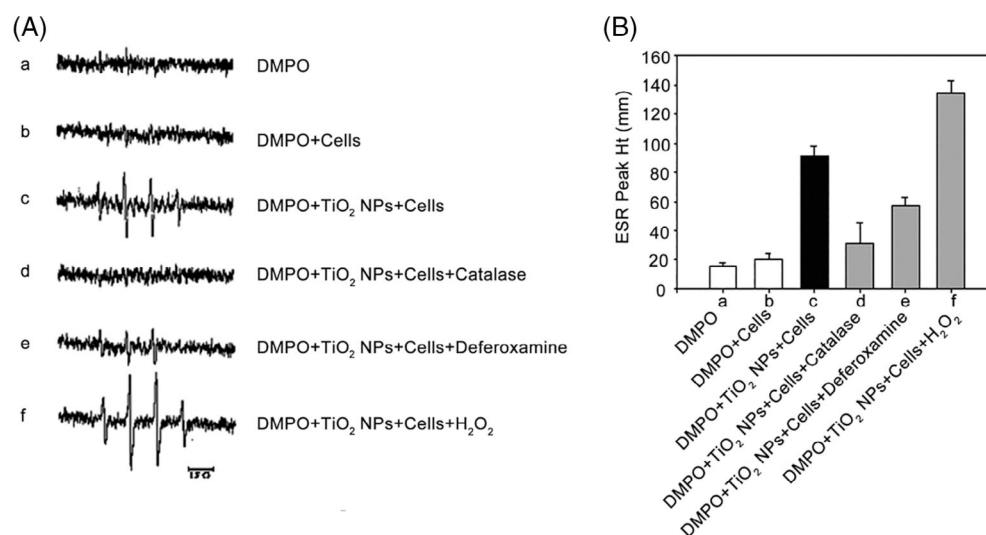 (A)
a DMPO
b DMPO+Cells
c DMPO+TiO₂ NPs+Cells
d DMPO+TiO₂ NPs+Cells+Catalase
e DMPO+TiO₂ NPs+Cells+Deferoxamine
f DMPO+TiO₂ NPs+Cells+H₂O₂
15G
(B)
ESR Peak Ht (mm)
160
140
120
100
80
60
40
20
0
a b c d e f
DMPO
DMPO+Cells
DMPO+TiO₂ NPs+Cells
DMPO+TiO₂ NPs+Cells+Catalase
DMPO+TiO₂ NPs+Cells+Deferoxamine
DMPO+TiO₂ NPs+Cells+H₂O₂